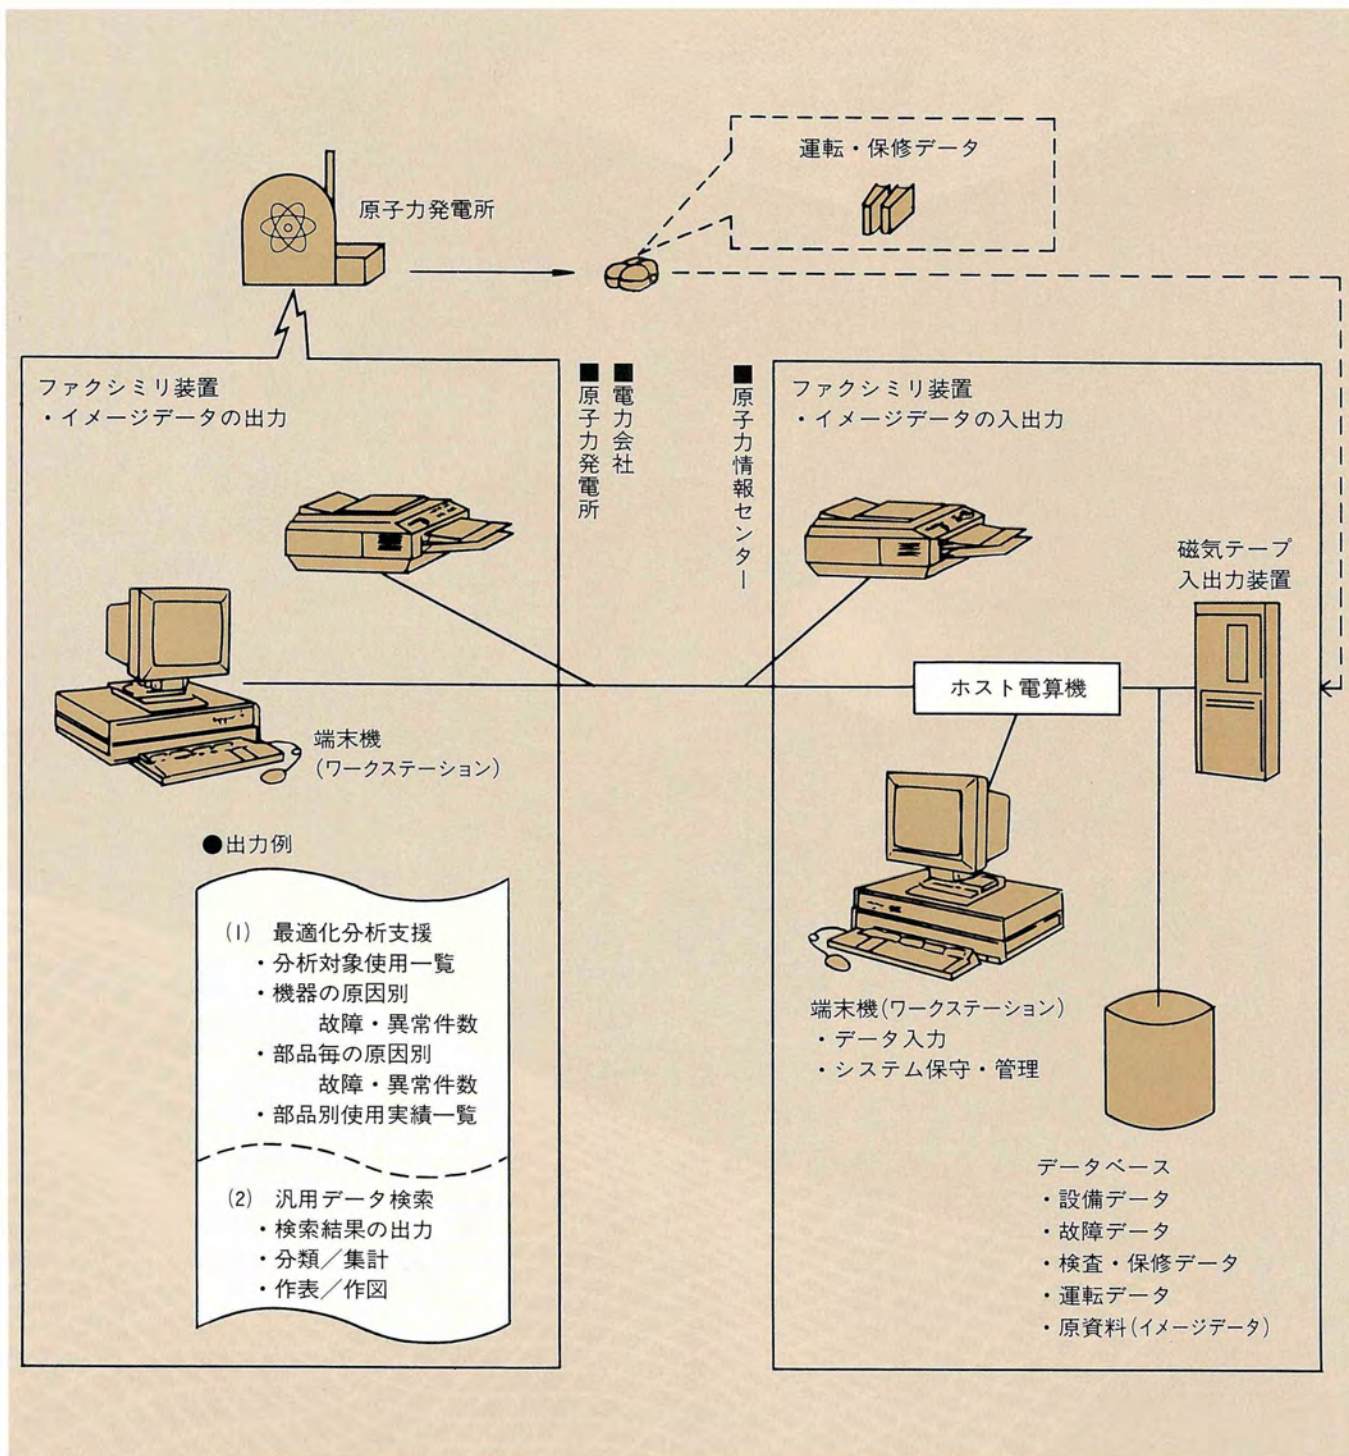 運転・保修データ
原子力発電所
ファクシミリ装置
・イメージデータの出力
■電力会社
■原子力発電所
端末機
(ワークステーション)
●出力例
(1) 最適化分析支援
・分析対象使用一覧
・機器の原因別
故障・異常件数
・部品毎の原因別
故障・異常件数
・部品別使用実績一覧
(2) 汎用データ検索
・検索結果の出力
・分類／集計
・作表／作図
■原子力情報センター
ファクシミリ装置
・イメージデータの入出力
磁気テープ
入出力装置
ホスト電算機
端末機(ワークステーション)
・データ入力
・システム保守・管理
データベース
・設備データ
・故障データ
・検査・保修データ
・運転データ
・原資料(イメージデータ)